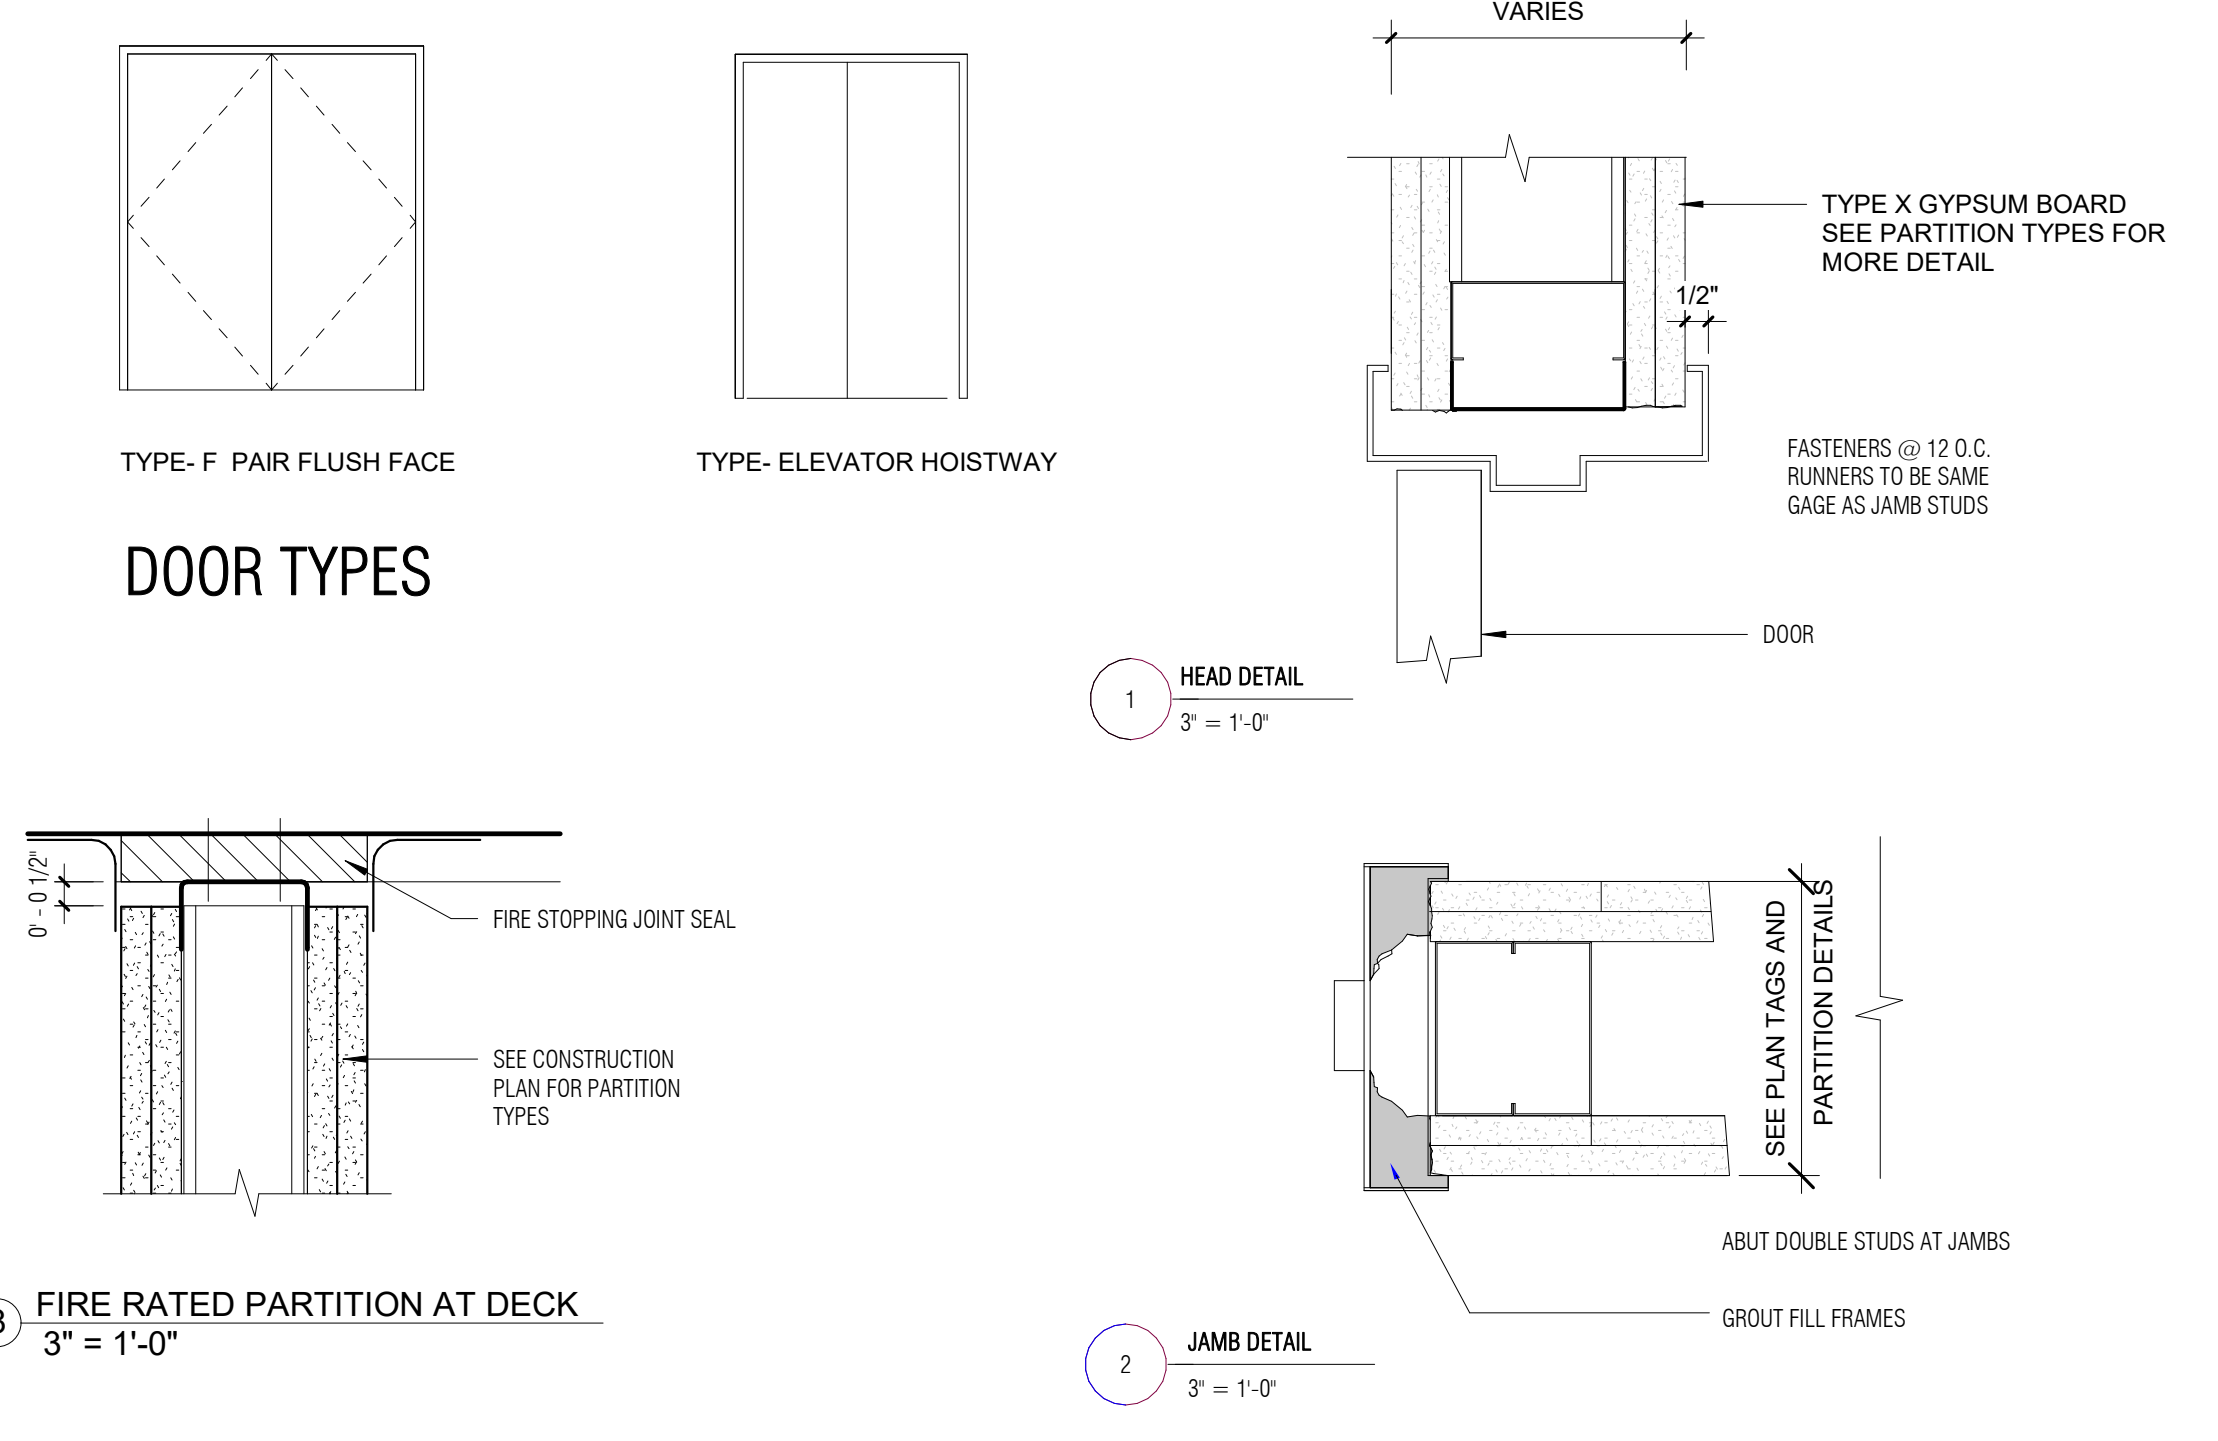 VARIES
TYPE X GYPSUM BOARD
SEE PARTITION TYPES FOR
MORE DETAIL
1/2"
TYPE- F  PAIR FLUSH FACE
TYPE- ELEVATOR HOISTWAY
FASTENERS @ 12 O.C.
RUNNERS TO BE SAME
GAGE AS JAMB STUDS
DOOR TYPES
DOOR
1
HEAD DETAIL
3" = 1'-0"
0' - 0 1/2"
FIRE STOPPING JOINT SEAL
SEE CONSTRUCTION
PLAN FOR PARTITION
TYPES
FIRE RATED PARTITION AT DECK
3" = 1'-0"
SEE PLAN TAGS AND
PARTITION DETAILS
ABUT DOUBLE STUDS AT JAMBS
GROUT FILL FRAMES
2
JAMB DETAIL
3" = 1'-0"